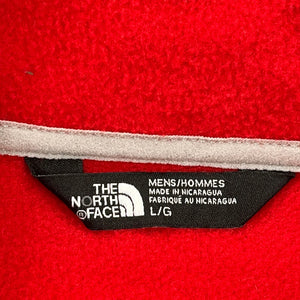 THE
NORTH
FACE
MENS/HOMMES
MADE IN NICARAGUA
FABRIQUÉ AU NICARAGUA
L/G